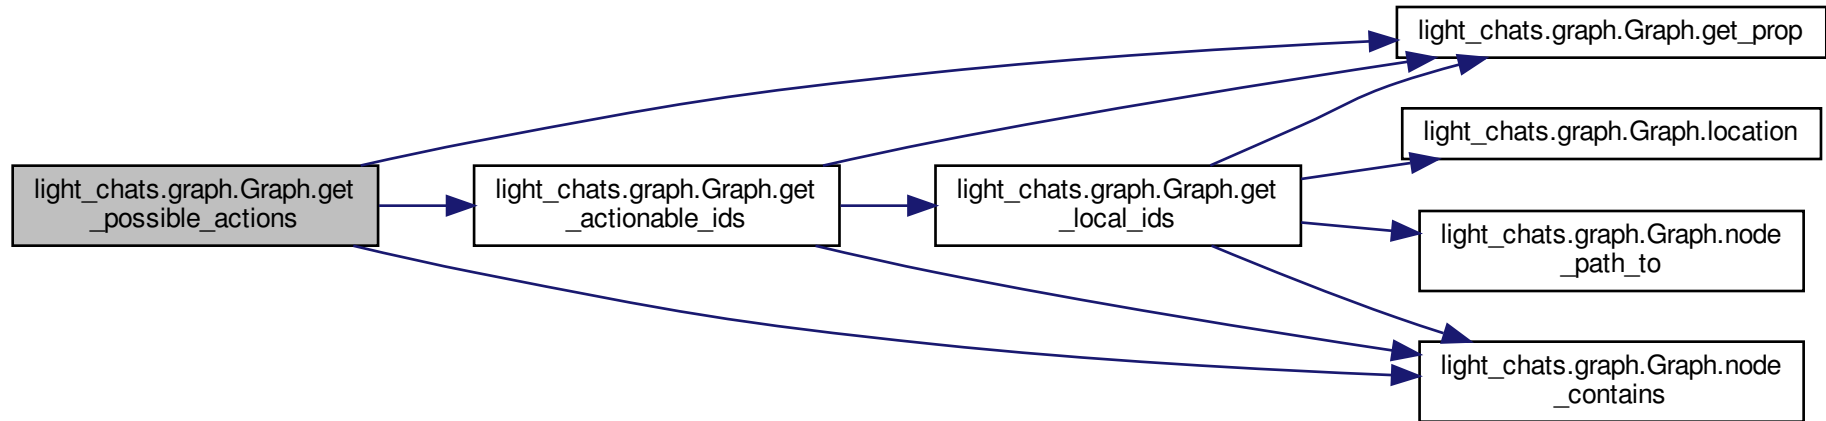 light_chats.graph.Graph.get
_possible_actions
light_chats.graph.Graph.get
_actionable_ids
light_chats.graph.Graph.get
_local_ids
light_chats.graph.Graph.get_prop
light_chats.graph.Graph.location
light_chats.graph.Graph.node
_path_to
light_chats.graph.Graph.node
_contains